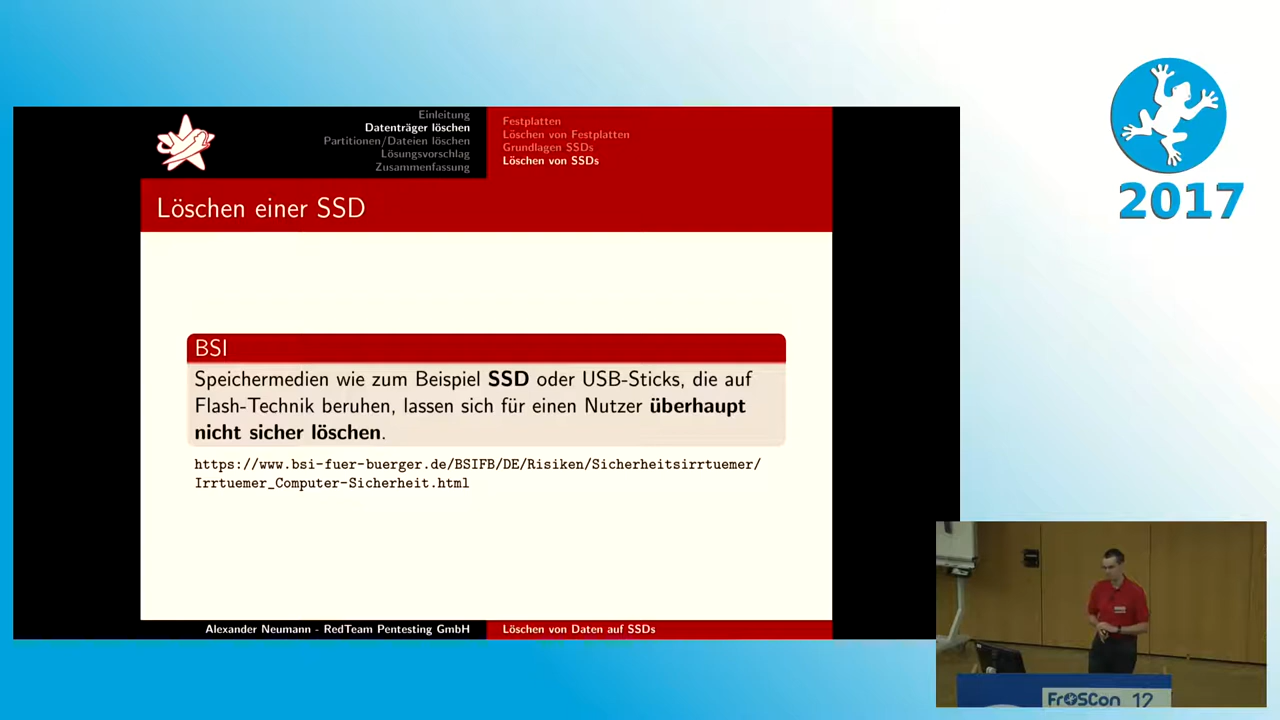 Einleitung
Datenträger löschen
Partitionen/Dateien löschen
Lösungsvorschlag
Zusammenfassung
Festplatten
Löschen von Festplatten
Grundlagen SSDs
Löschen von SSDs
Löschen einer SSD
BSI
Speichermedien wie zum Beispiel SSD oder USB-Sticks, die auf
Flash-Technik beruhen, lassen sich für einen Nutzer überhaupt
nicht sicher löschen.
https://www.bsi-fuer-buerger.de/BSIFB/DE/Risiken/Sicherheitsirrtuemer/
Irrtuemer_Computer-Sicherheit.html
Alexander Neumann - RedTeam Pentesting GmbH
Löschen von Daten auf SSDs
2017
FrOSCon 12